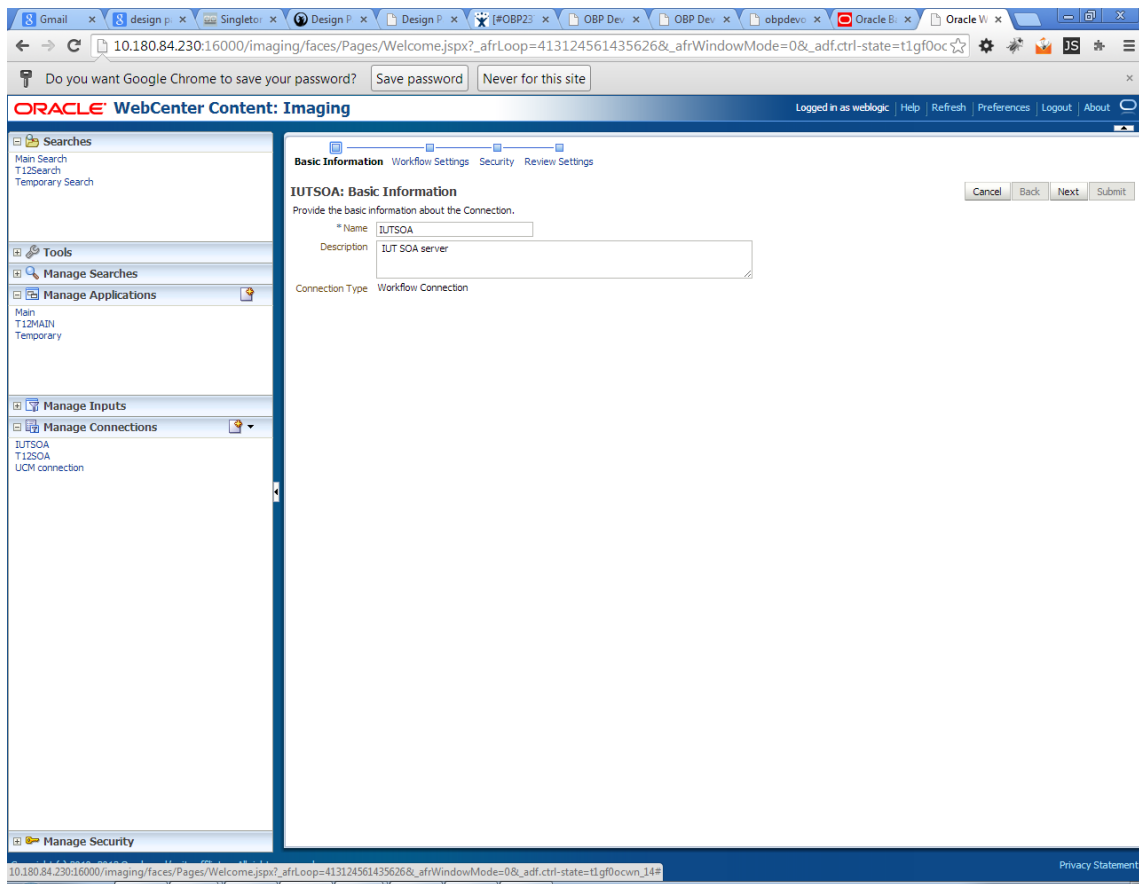 Gmail
design p
Singletor
Design P
Design P
[#OBP23
OBP Dev
OBP Dev
obpdevo
Oracle B
Oracle W
10.180.84.230:16000/imaging/faces/Pages/Welcome.jspx?_afrLoop=413124561435626&_afrWindowMode=0&_adf.ctrl-state=t1gf0oc
JS
Do you want Google Chrome to save your password? Save password Never for this site
ORACLE WebCenter Content: Imaging
Logged in as weblogic Help Refresh Preferences Logout About
Searches
Main Search
T12Search
Temporary Search
Tools
Manage Searches
Manage Applications
Main
T12MAIN
Temporary
Manage Inputs
Manage Connections
IUTSOA
T12SOA
UCM connection
Manage Security
Basic Information Workflow Settings Security Review Settings
IUTSOA: Basic Information
Cancel Back Next Submit
Provide the basic information about the Connection.
* Name IUTSOA
Description IUT SOA server
Connection Type Workflow Connection
Privacy Statement
10.180.84.230:16000/imaging/faces/Pages/Welcome.jspx?_afrLoop=413124561435626&_afrWindowMode=0&_adf.ctrl-state=t1gf0ocwn_14#